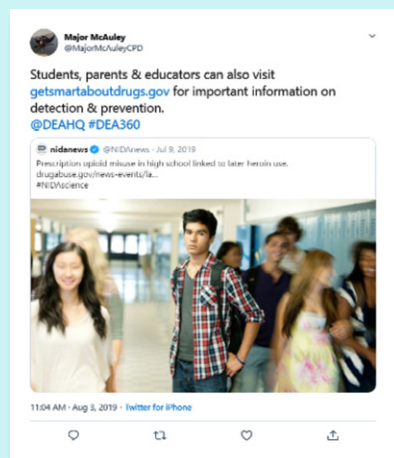 Major McAuley
@MajorMcAuleyCPD
Students, parents & educators can also visit
getsmartaboutdrugs.gov for important information on
detection & prevention.
@DEAHQ #DEA360
nidanews @NIDAnews · Jul 9, 2019
Prescription opioid misuse in high school linked to later heroin use.
drugabuse.gov/news-events/la...
#NIDAscience
11:04 AM · Aug 3, 2019 · Twitter for iPhone